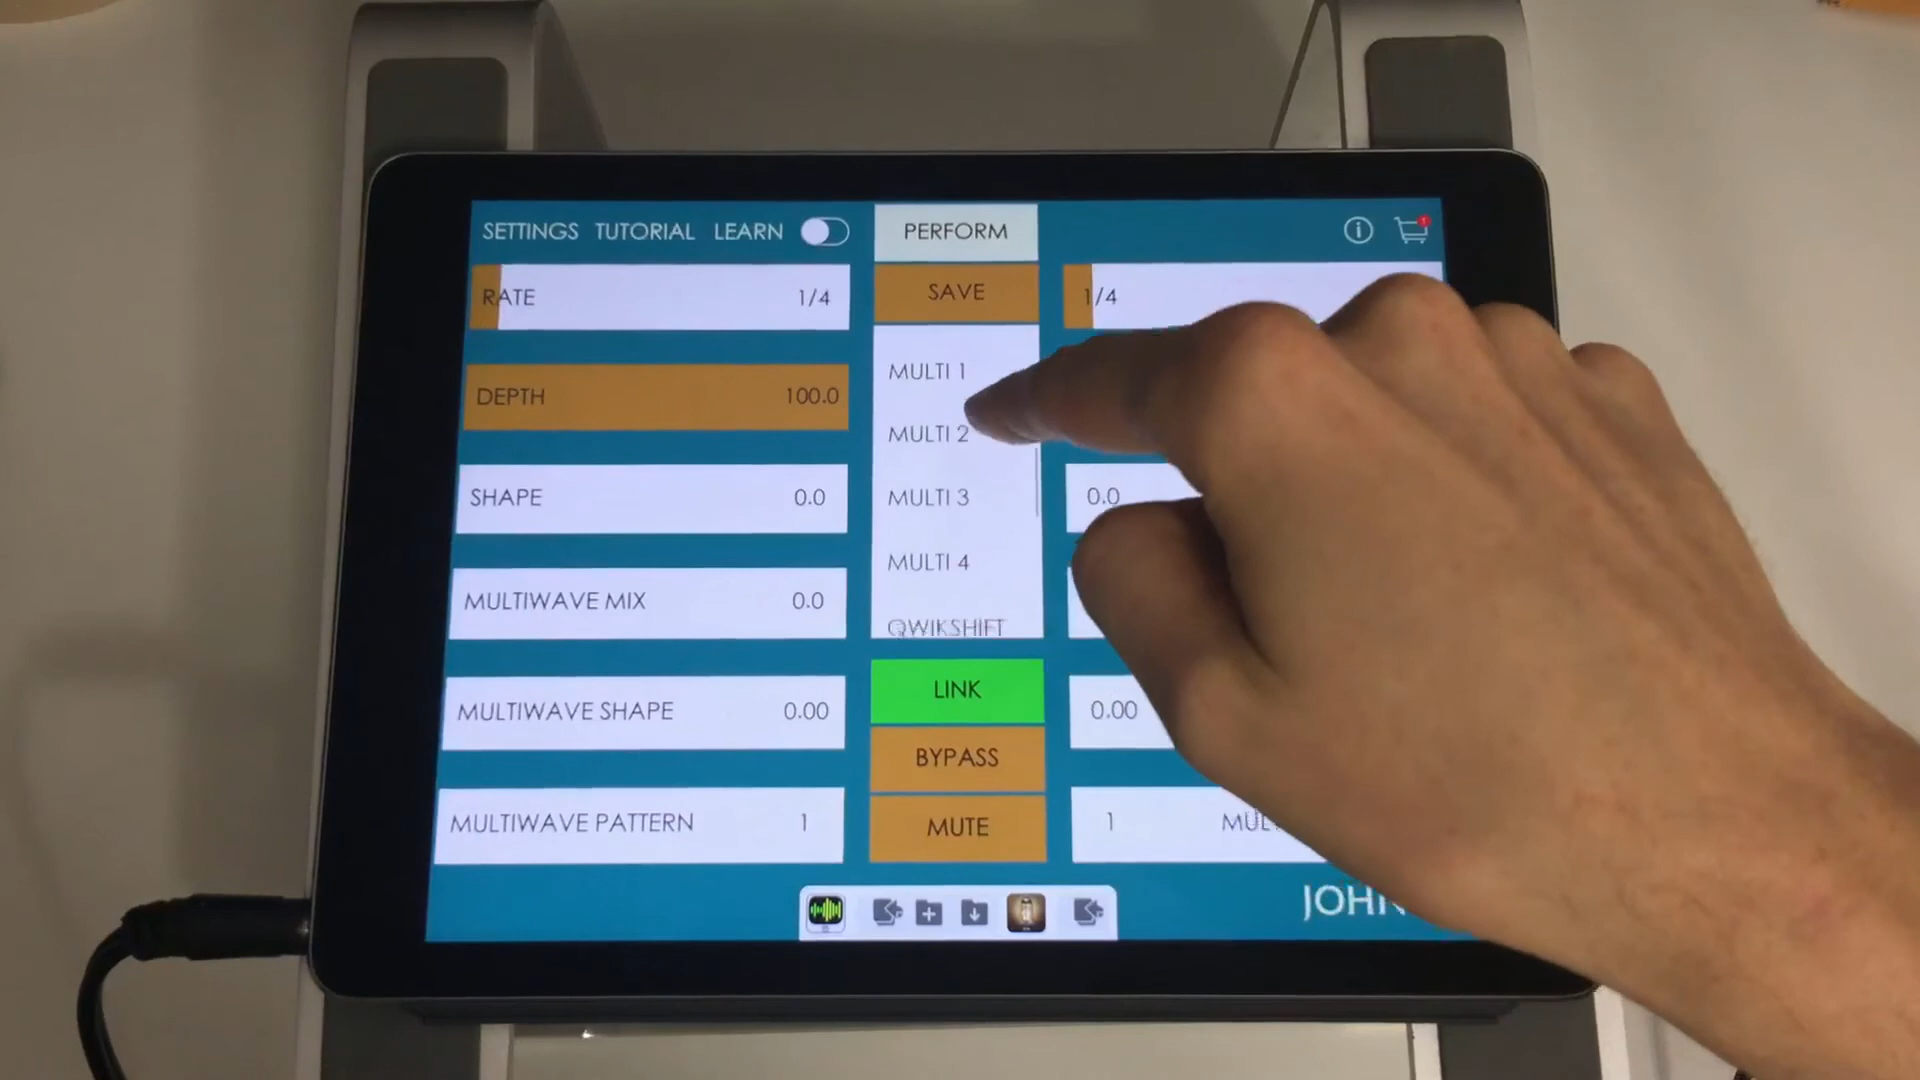 SETTINGS TUTORIAL LEARN PERFORM
RATE 1/4
SAVE
1/4
DEPTH 100.0
MULTI 1
MULTI 2
MULTI 3
MULTI 4
QWIKSHIFT
SHAPE 0.0
0.0
MULTIWAVE MIX 0.0
MULTIWAVE SHAPE 0.00
LINK
0.00
BYPASS
MULTIWAVE PATTERN 1
MUTE
1